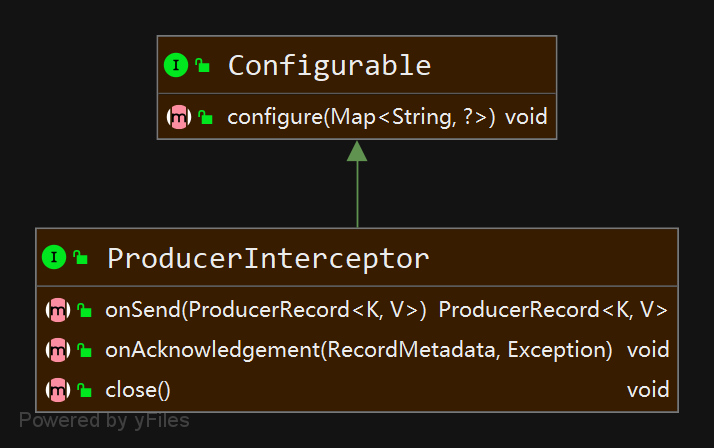 Configurable
configure(Map<String, ?>) void
ProducerInterceptor
onSend(ProducerRecord<K, V>) ProducerRecord<K, V>
onAcknowledgement(RecordMetadata, Exception) void
close() void
Powered by yFiles